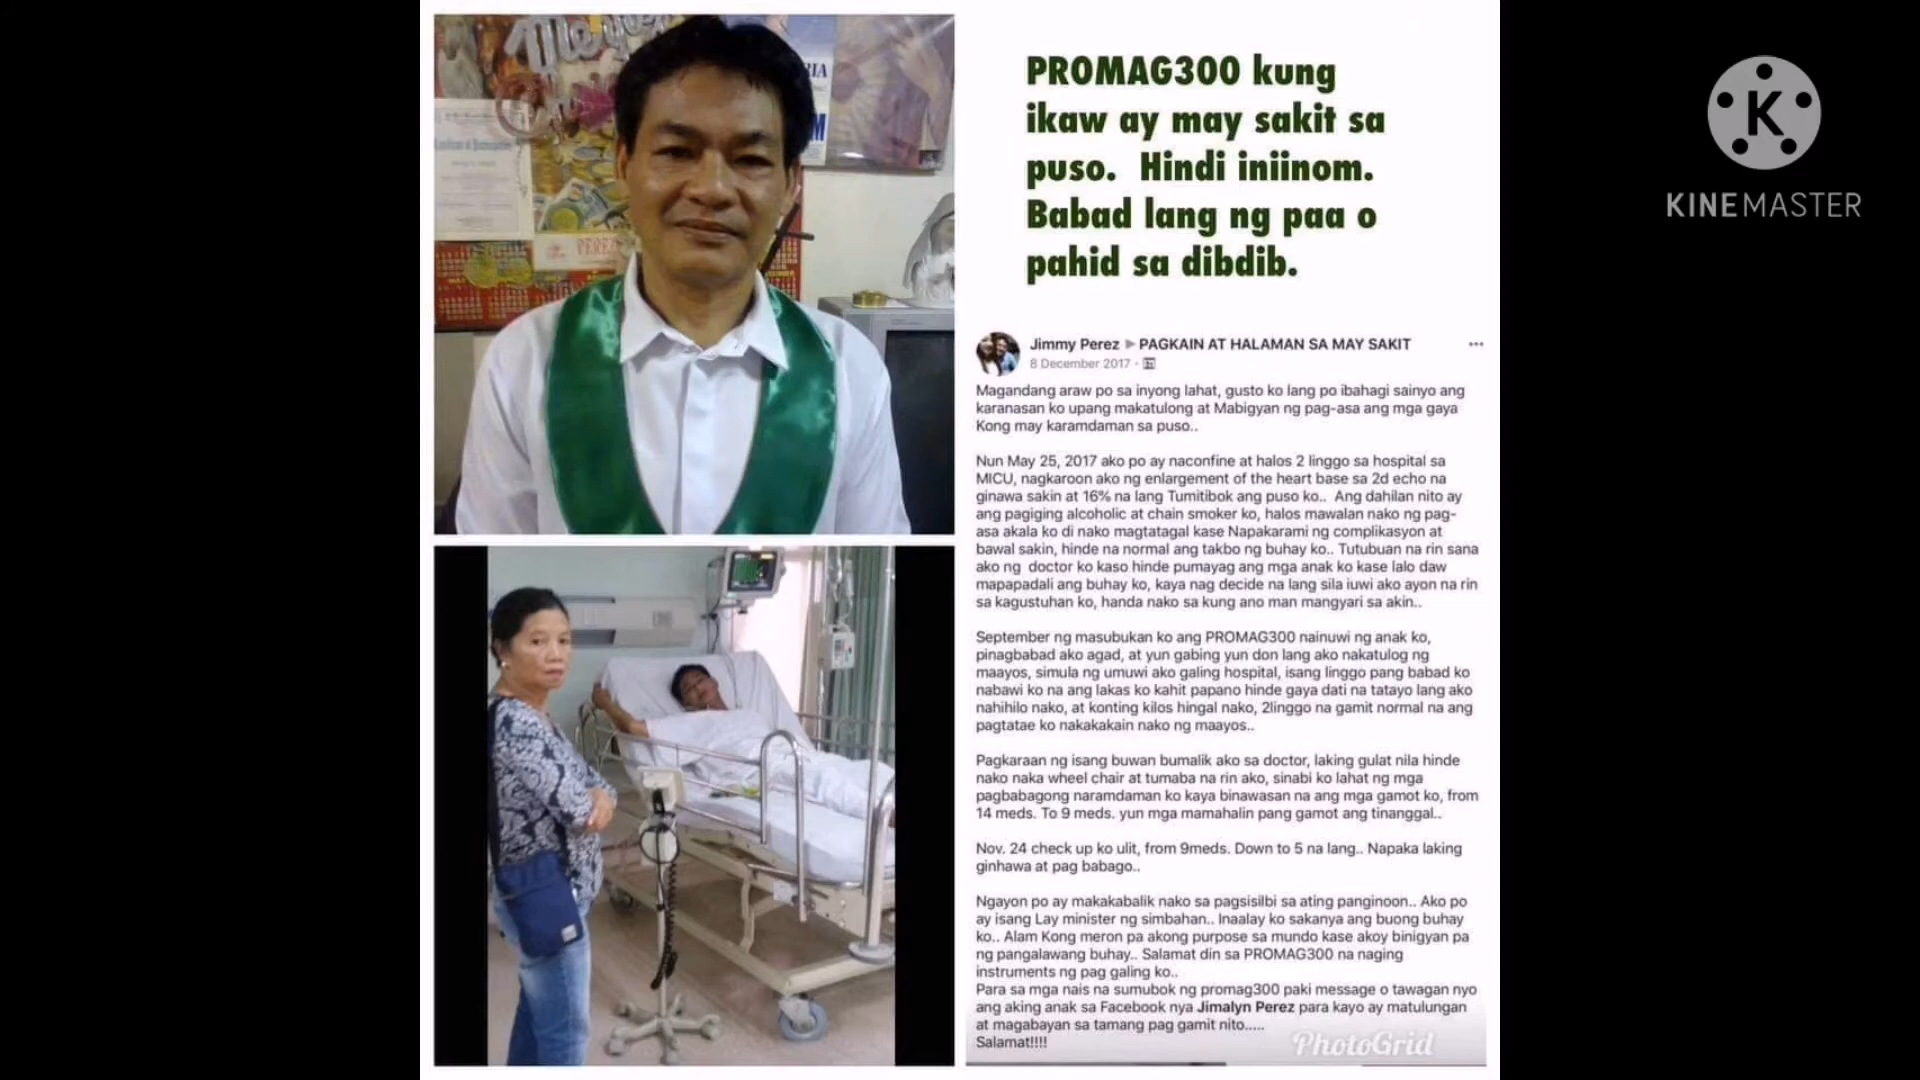 PROMAG300 kung
ikaw ay may sakit sa
puso.  Hindi iniinom.
Babad lang ng paa o
pahid sa dibdib.
K
KINEMASTER
Jimmy Perez ▶ PAGKAIN AT HALAMAN SA MAY SAKIT
8 December 2017 ·
Magandang araw po sa inyong lahat, gusto ko lang po ibahagi sainyo ang
karanasan ko upang makatulong at Mabigyan ng pag-asa ang mga gaya
Kong may karamdaman sa puso..
Nun May 25, 2017 ako po ay naconfine at halos 2 linggo sa hospital sa
MICU, nagkaroon ako ng enlargement of the heart base sa 2d echo na
ginawa sakin at 16% na lang Tumitibok ang puso ko..  Ang dahilan nito ay
ang pagiging alcoholic at chain smoker ko, halos mawalan nako ng pag-
asa akala ko di nako magtatagal kase Napakarami ng complikasyon at
bawal sakin, hinde na normal ang takbo ng buhay ko.. Tutubuan na rin sana
ako ng  doctor ko kaso hinde pumayag ang mga anak ko kase lalo daw
mapapadali ang buhay ko, kaya nag decide na lang sila iuwi ako ayon na rin
sa kagustuhan ko, handa nako sa kung ano man mangyari sa akin..
September ng masubukan ko ang PROMAG300 nainuwi ng anak ko,
pinagbabad ako agad, at yun gabing yun don lang ako nakatulog ng
maayos, simula ng umuwi ako galing hospital, isang linggo pang babad ko
nabawi ko na ang lakas ko kahit papano hinde gaya dati na tatayo lang ako
nahihilo nako, at konting kilos hingal nako, 2linggo na gamit normal na ang
pagtatae ko nakakakain nako ng maayos..
Pagkaraan ng isang buwan bumalik ako sa doctor, laking gulat nila hinde
nako naka wheel chair at tumaba na rin ako, sinabi ko lahat ng mga
pagbabagong naramdaman ko kaya binawasan na ang mga gamot ko, from
14 meds. To 9 meds. yun mga mamahalin pang gamot ang tinanggal..
Nov. 24 check up ko ulit, from 9meds. Down to 5 na lang.. Napaka laking
ginhawa at pag babago..
Ngayon po ay makakabalik nako sa pagsisilbi sa ating panginoon.. Ako po
ay isang Lay minister ng simbahan.. Inaalay ko sakanya ang buong buhay
ko.. Alam Kong meron pa akong purpose sa mundo kase akoy binigyan pa
ng pangalawang buhay.. Salamat din sa PROMAG300 na naging
instruments ng pag galing ko..
Para sa mga nais na sumubok ng promag300 paki message o tawagan nyo
ang aking anak sa Facebook nya Jimalyn Perez para kayo ay matulungan
at magabayan sa tamang pag gamit nito.....
Salamat!!!!
PhotoGrid